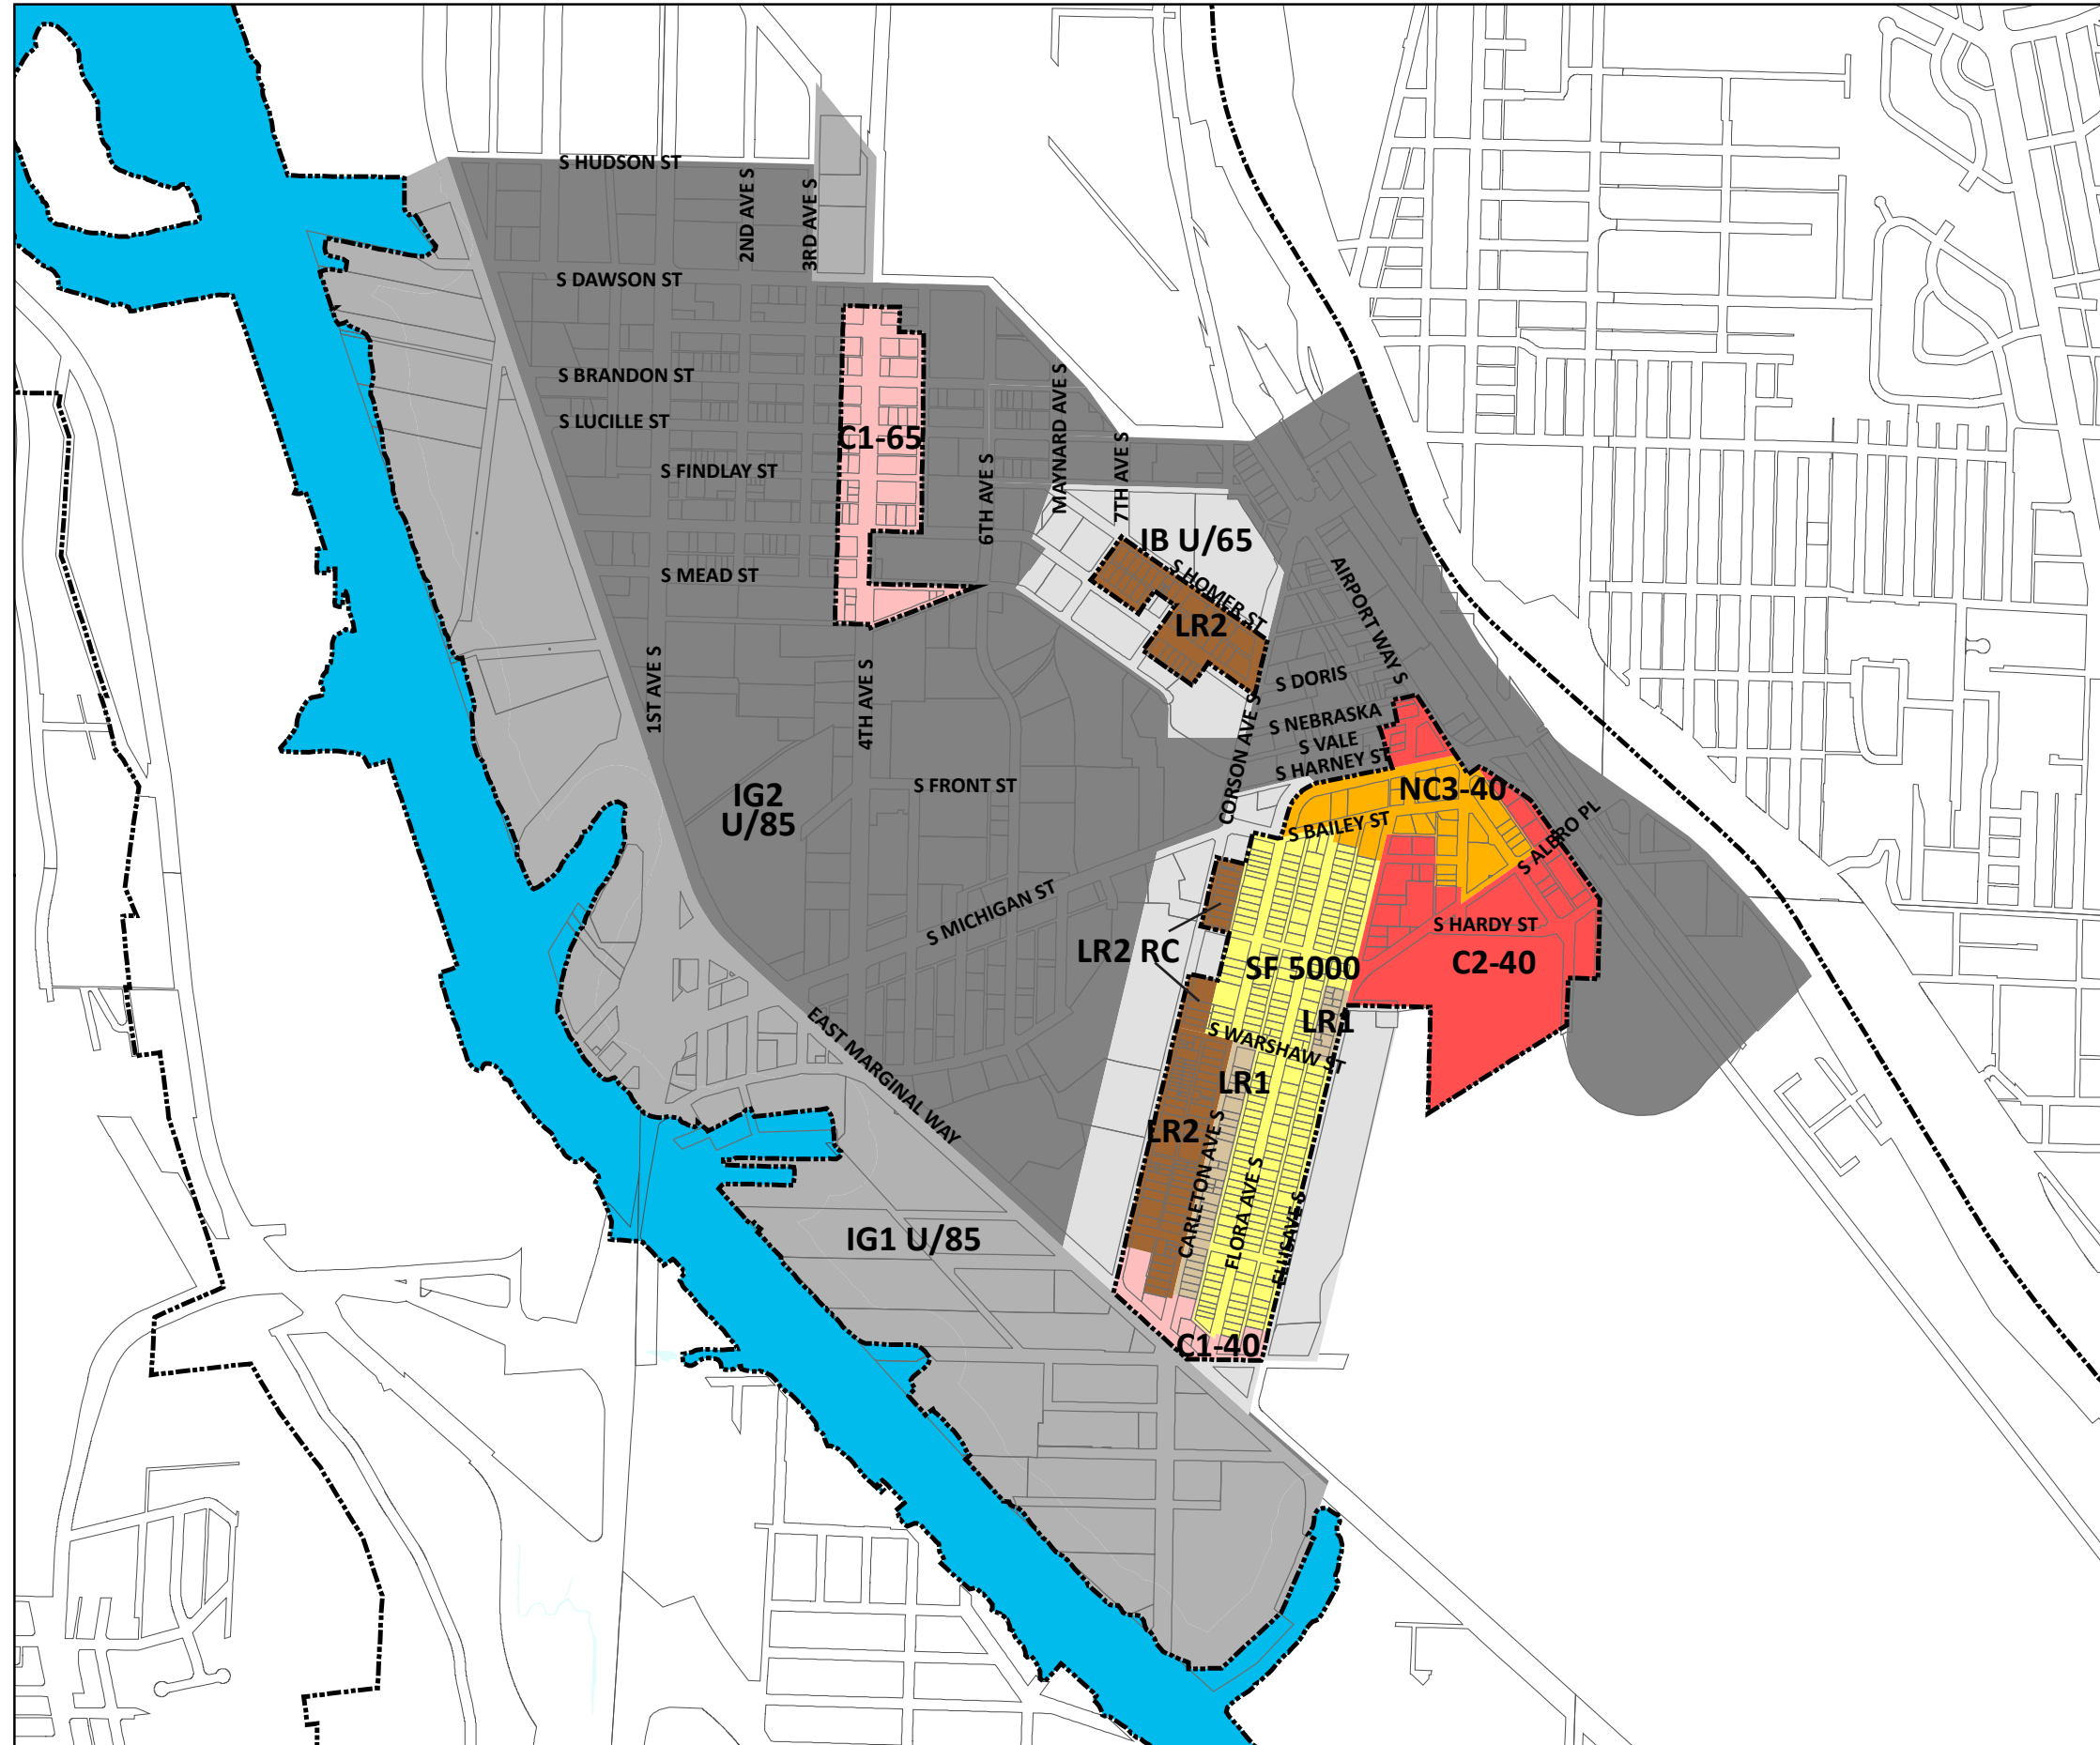 S HUDSON ST
2ND AVE S
3RD AVE S
S DAWSON ST
S BRANDON ST
S LUCILLE ST
C1-65
S FINDLAY ST
6TH AVE S
MAYNARD AVE S
7TH AVE S
IB U/65
S HOMER ST
LR2
S MEAD ST
AIRPORT WAY S
1ST AVE S
4TH AVE S
S DORIS
S NEBRASKA
S VALE
S HARNEY ST
CORSON AVE S
S FRONT ST
IG2
U/85
NC3-40
S BAILEY ST
S ALBRO PL
S MICHIGAN ST
LR2 RC
S HARDY ST
SF 5000
C2-40
LR1
S WARSHAW ST
EAST MARGINAL WAY
LR1
LR2
CARLETON AVE S
FLORA AVE S
ELLIS AVE S
IG1 U/85
C1-40